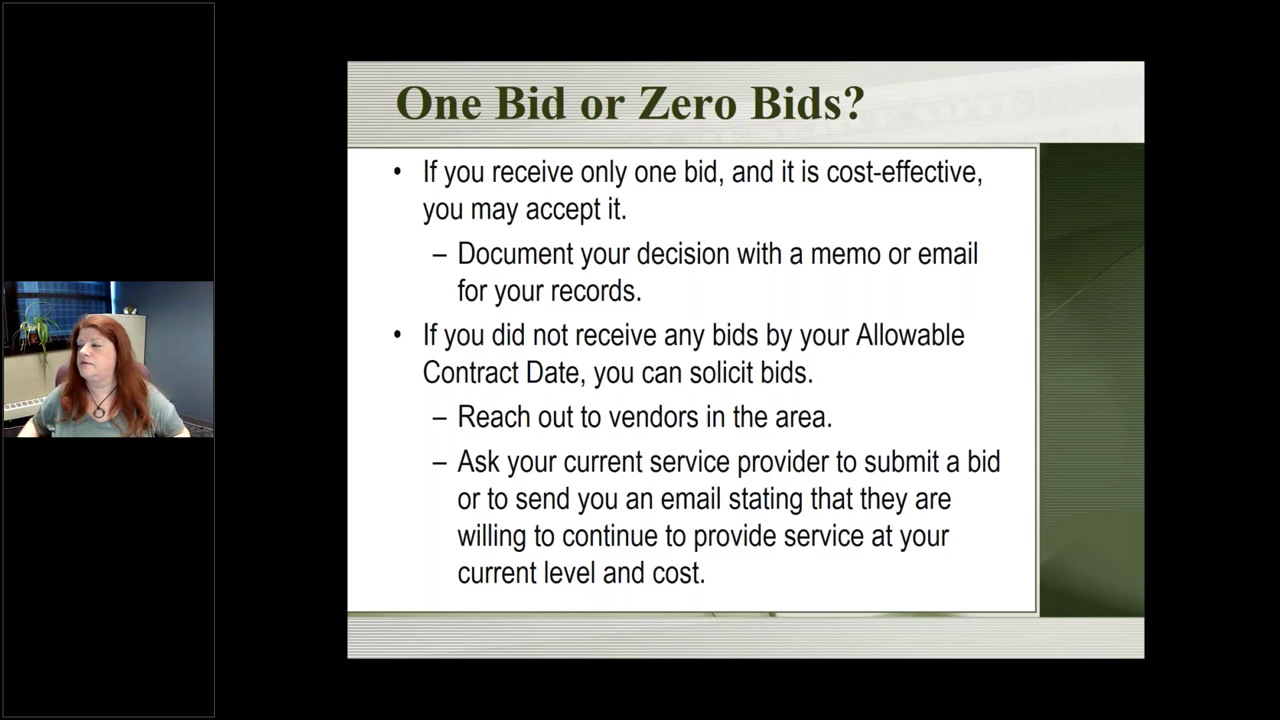 One Bid or Zero Bids?
• If you receive only one bid, and it is cost-effective,
you may accept it.
– Document your decision with a memo or email
for your records.
• If you did not receive any bids by your Allowable
Contract Date, you can solicit bids.
– Reach out to vendors in the area.
– Ask your current service provider to submit a bid
or to send you an email stating that they are
willing to continue to provide service at your
current level and cost.